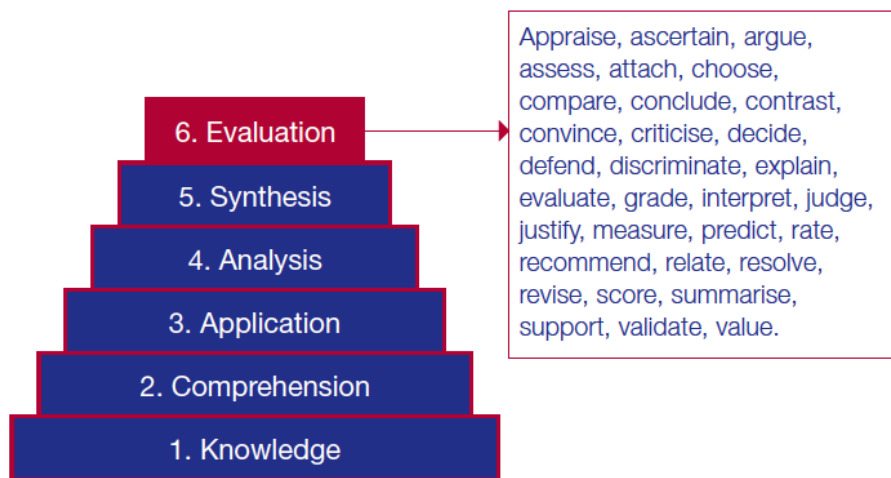 6. Evaluation
5. Synthesis
4. Analysis
3. Application
2. Comprehension
1. Knowledge
Appraise, ascertain, argue,
assess, attach, choose,
compare, conclude, contrast,
convince, criticise, decide,
defend, discriminate, explain,
evaluate, grade, interpret, judge,
justify, measure, predict, rate,
recommend, relate, resolve,
revise, score, summarise,
support, validate, value.